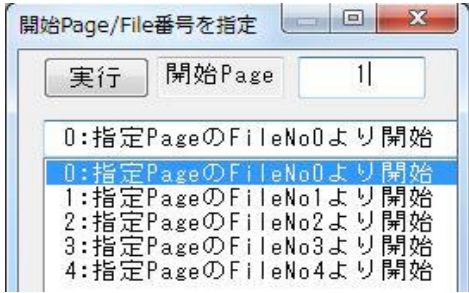 開始Page/File番号を指定
実行 開始Page 1
0:指定PageのFileNo0より開始
0:指定PageのFileNo0より開始
1:指定PageのFileNo1より開始
2:指定PageのFileNo2より開始
3:指定PageのFileNo3より開始
4:指定PageのFileNo4より開始